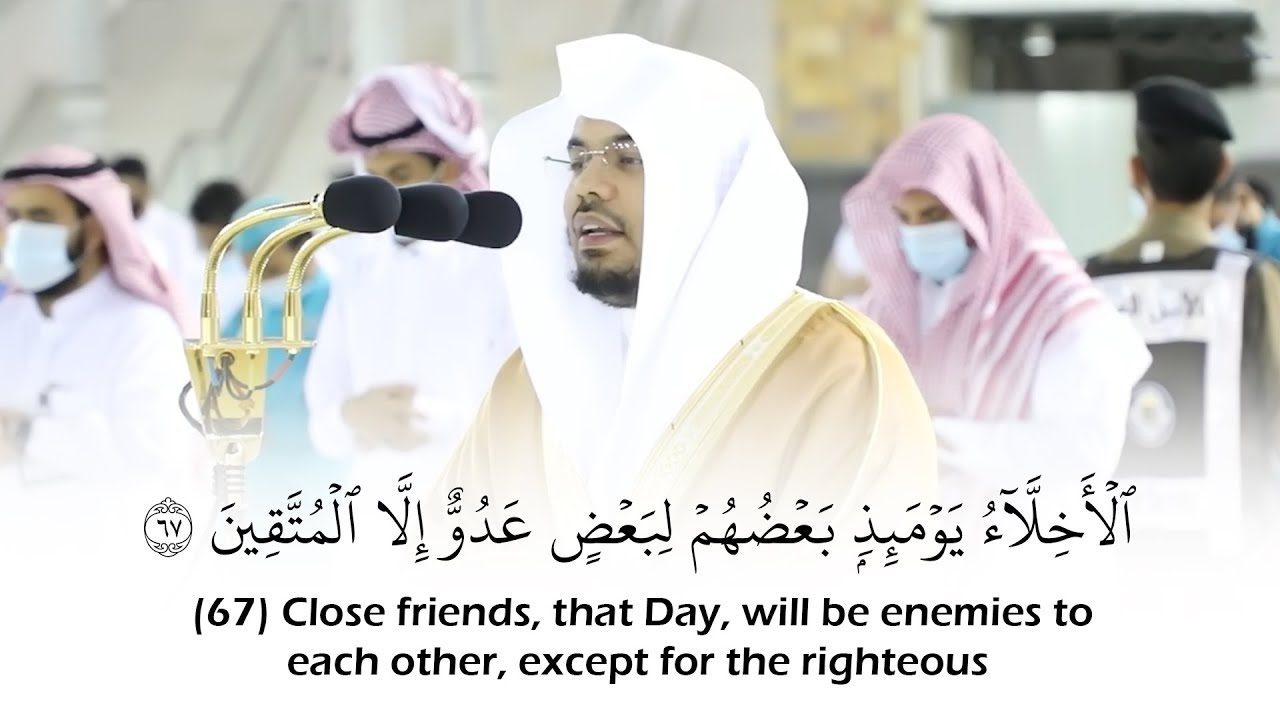 ٱلۡأَخِلَّآءُ يَوۡمَئِذِۭ بَعۡضُهُمۡ لِبَعۡضٍ عَدُوٌّ إِلَّا ٱلۡمُتَّقِينَ ٦٧
(67) Close friends, that Day, will be enemies to
each other, except for the righteous